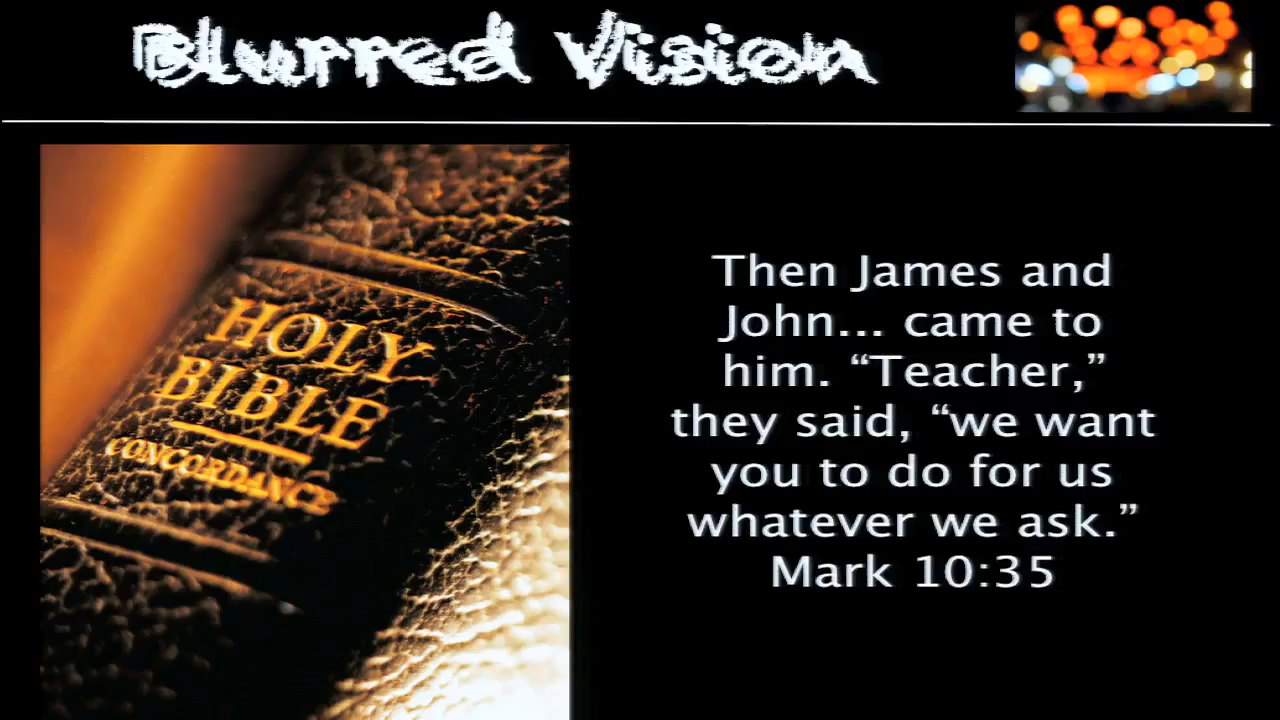 Blurred Vision
HOLY
BIBLE
CONCORDANCE
Then James and
John... came to
him. “Teacher,”
they said, “we want
you to do for us
whatever we ask.”
Mark 10:35